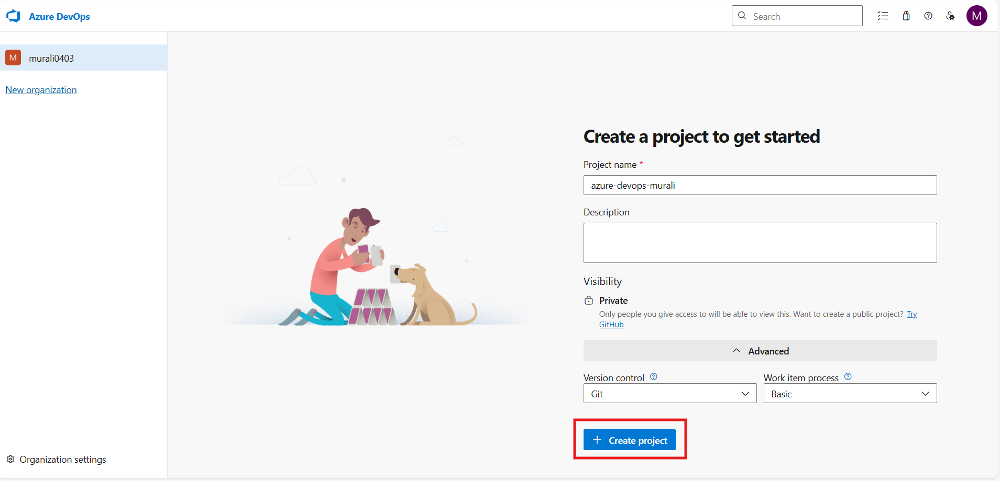 Azure DevOps
Search
M
M
murali0403
New organization
Create a project to get started
Project name *
azure-devops-murali
Description
Visibility
Private
Only people you give access to will be able to view this. Want to create a public project? Try
GitHub
Advanced
Version control
Work item process
Git
Basic
+ Create project
Organization settings